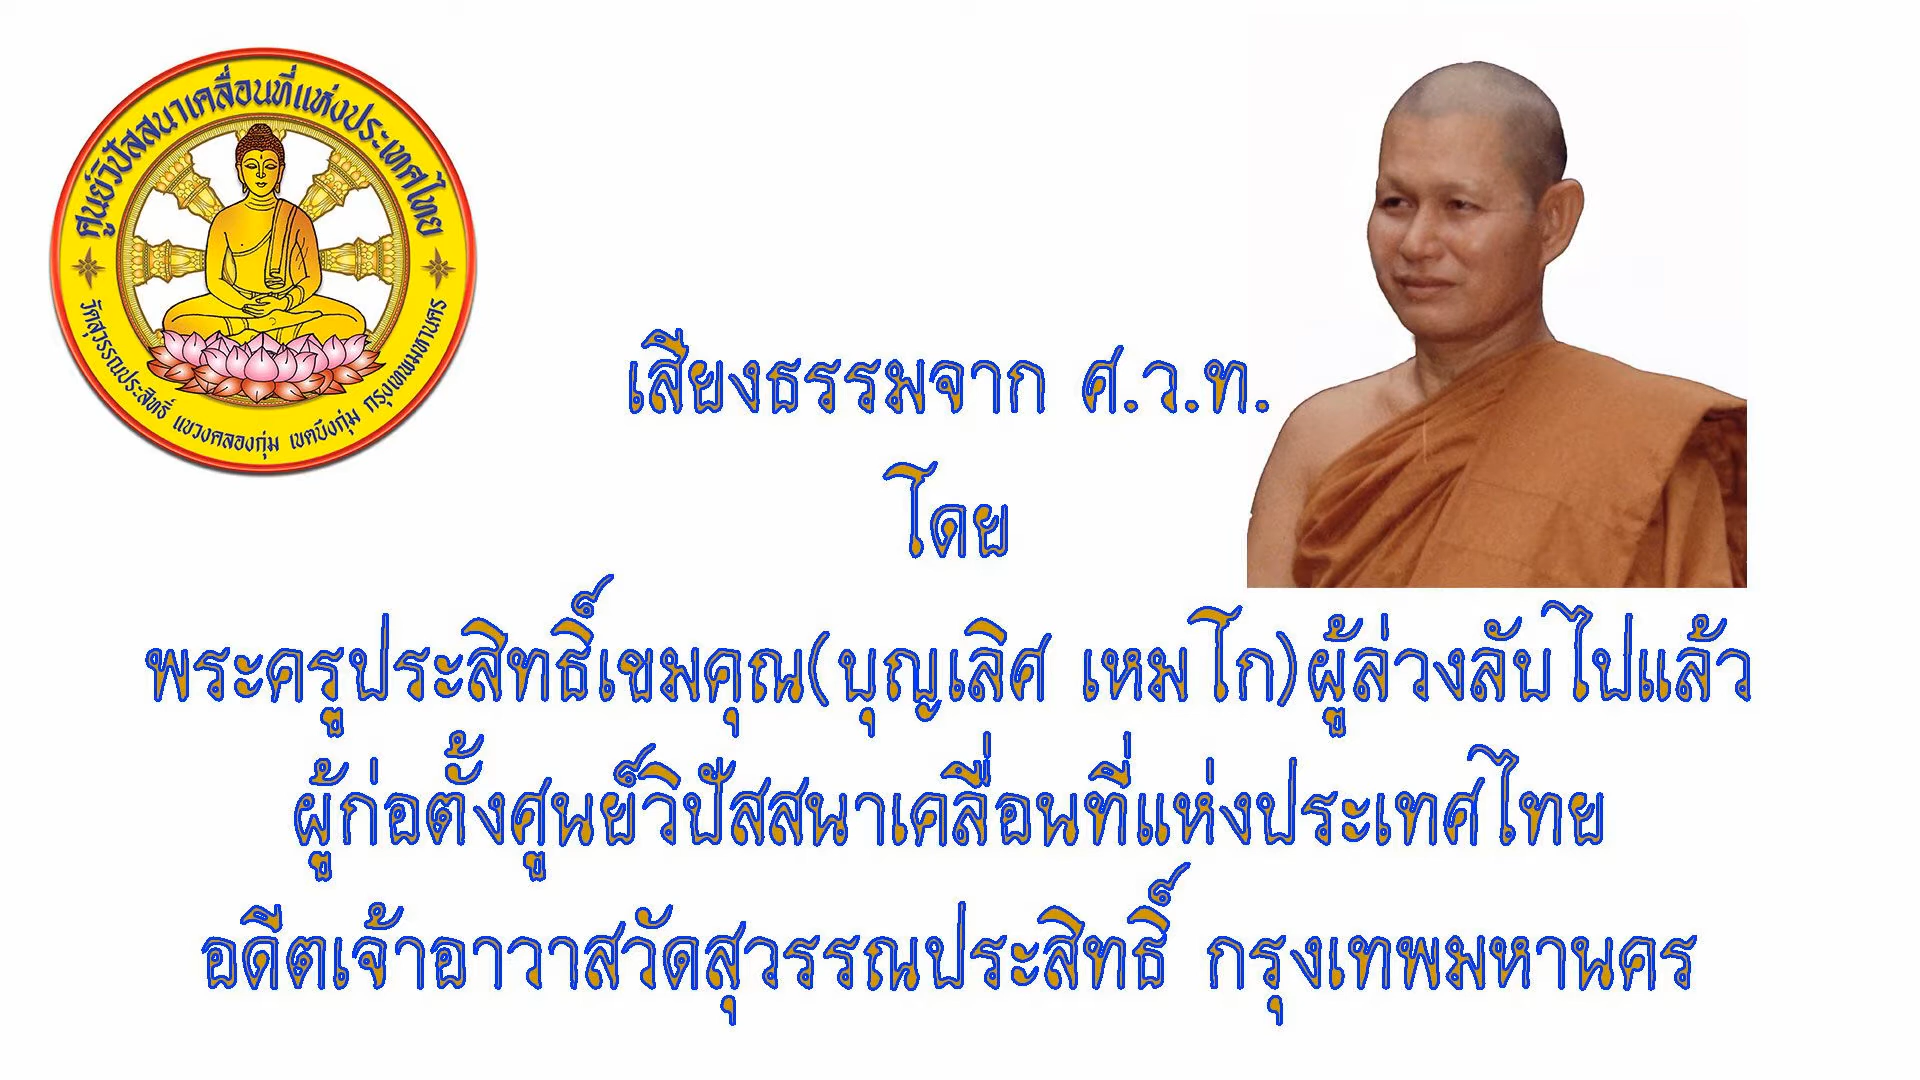 ศูนย์วิปัสสนาเคลื่อนที่แห่งประเทศไทย
วัดสุวรรณประสิทธิ์ แขวงคลองกุ่ม เขตบึงกุ่ม กรุงเทพมหานคร
เสียงธรรมจาก ศ.ว.ท.
โดย
พระครูประสิทธิ์เขมคุณ(บุญเลิศ เหมโก)ผู้ล่วงลับไปแล้ว
ผู้ก่อตั้งศูนย์วิปัสสนาเคลื่อนที่แห่งประเทศไทย
อดีตเจ้าอาวาสวัดสุวรรณประสิทธิ์ กรุงเทพมหานคร